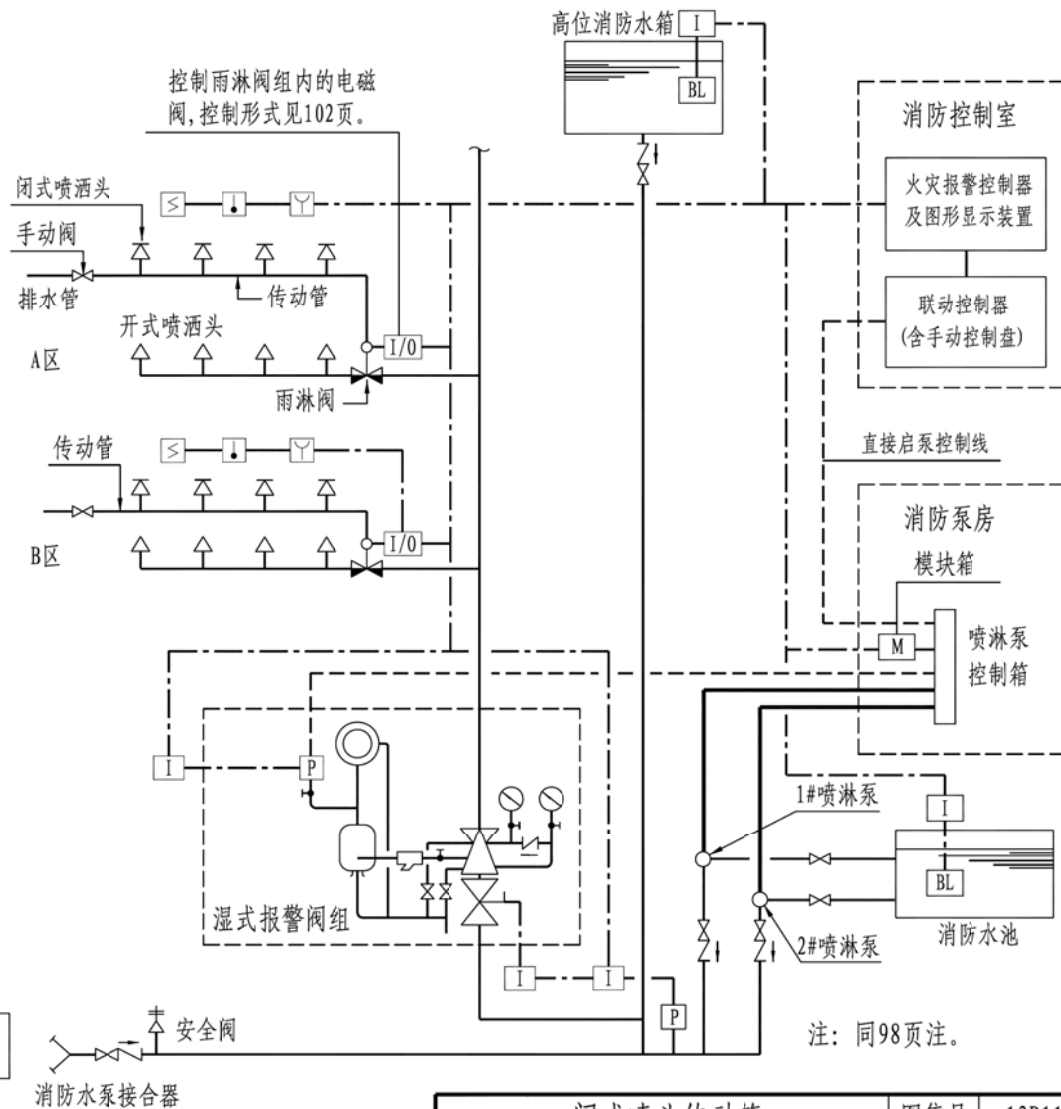 高位消防水箱
I
BL
控制雨淋阀组内的电磁
阀,控制形式见102页。
消防控制室
火灾报警控制器
及图形显示装置
联动控制器
(含手动控制盘)
闭式喷洒头
手动阀
排水管
传动管
开式喷洒头
I/O
A区
雨淋阀
传动管
I/O
B区
直接启泵控制线
消防泵房
模块箱
M
喷淋泵
控制箱
I
P
湿式报警阀组
I
I
P
1#喷淋泵
2#喷淋泵
I
BL
消防水池
安全阀
消防水泵接合器
注: 同98页注。